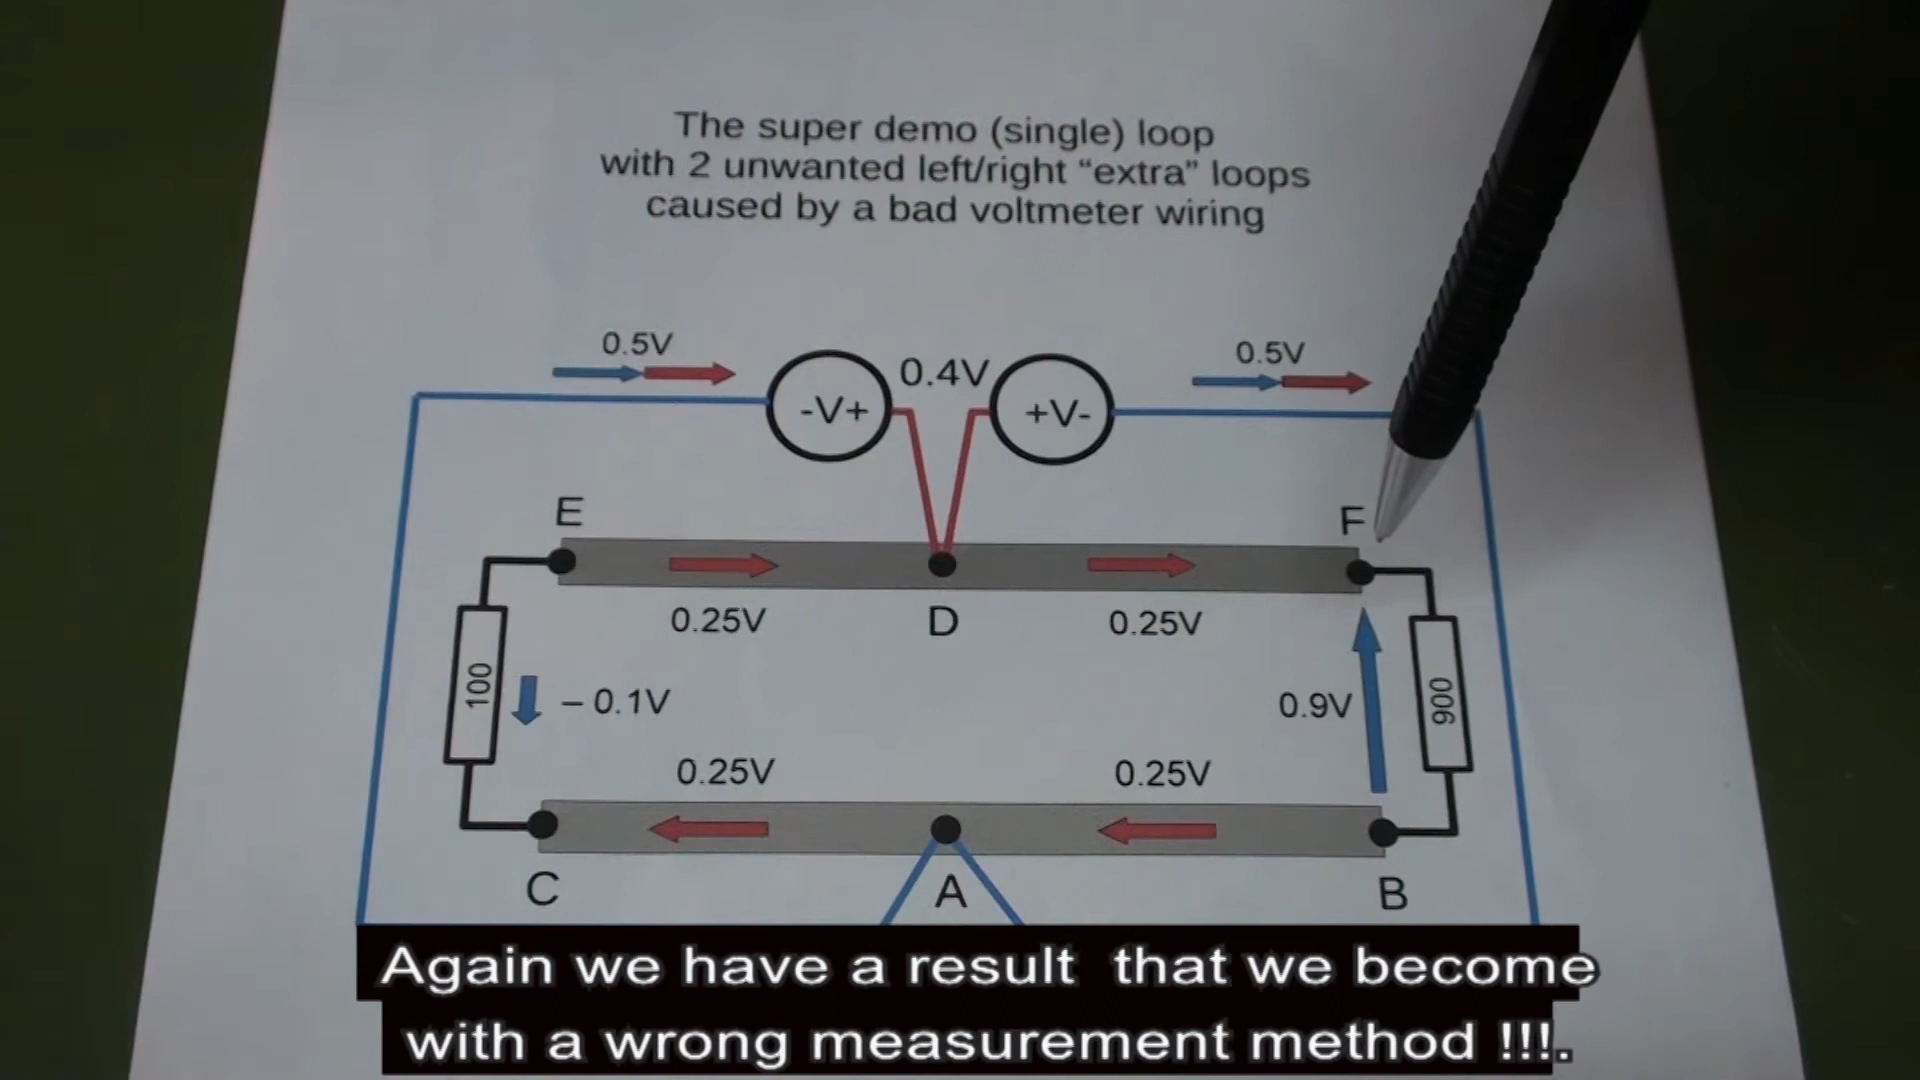 The super demo (single) loop
with 2 unwanted left/right “extra” loops
caused by a bad voltmeter wiring
0.5V
0.4V
0.5V
-V+
+V-
E
F
0.25V
D
0.25V
100
– 0.1V
0.9V
900
0.25V
0.25V
C
A
B
Again we have a result that we become
with a wrong measurement method !!!.